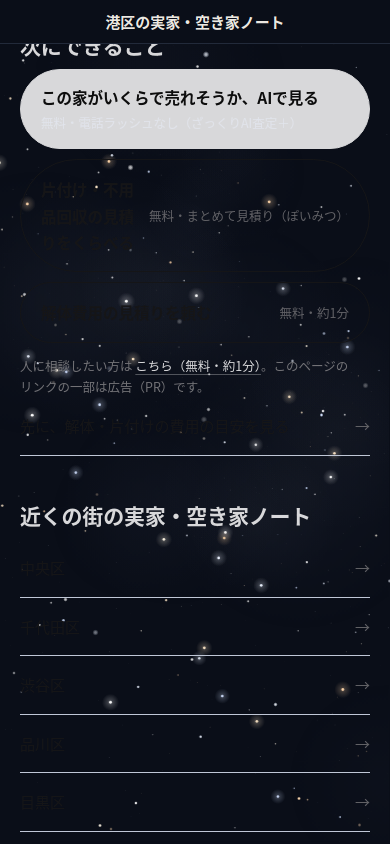 港区の実家・空き家ノート
次にできること
この家がいくらで売れそうか、AIで見る
無料・電話ラッシュなし（ざっくりAI査定＋）
片付け・不用
品回収の見積
無料・まとめて見積り（ぽいみつ）
無料・約1分
人に相談したい方はこちら（無料・約1分）。このページの
リンクの一部は広告（PR）です。
→
近くの街の実家・空き家ノート
中央区 →
千代田区 →
渋谷区 →
品川区 →
目黒区 →